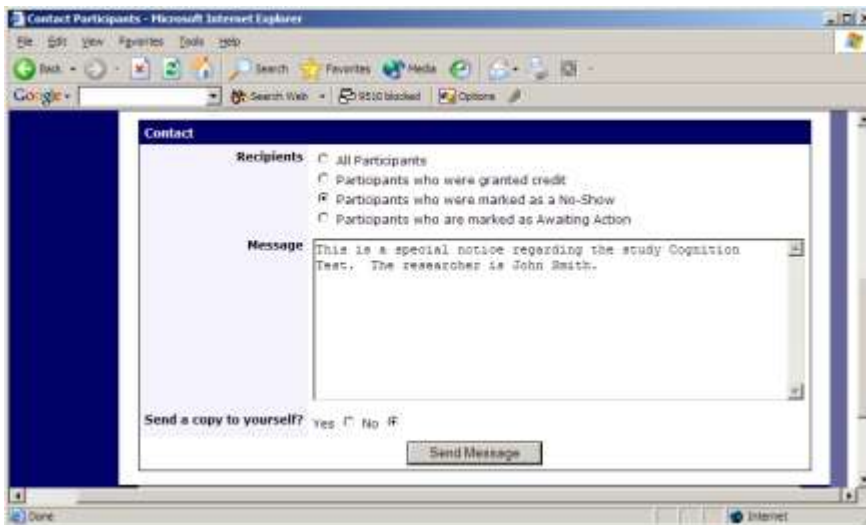 Contact Participants - Microsoft Internet Explorer
File Edit View Favorites Tools Help
Back Search Favorites Media
Google Search Web 9510 blocked Options
Contact
Recipients All Participants
Participants who were granted credit
Participants who were marked as a No-Show
Participants who are marked as Awaiting Action
Message This is a special notice regarding the study Cognition
Test. The researcher is John Smith.
Send a copy to yourself? Yes No
Send Message
Done Internet